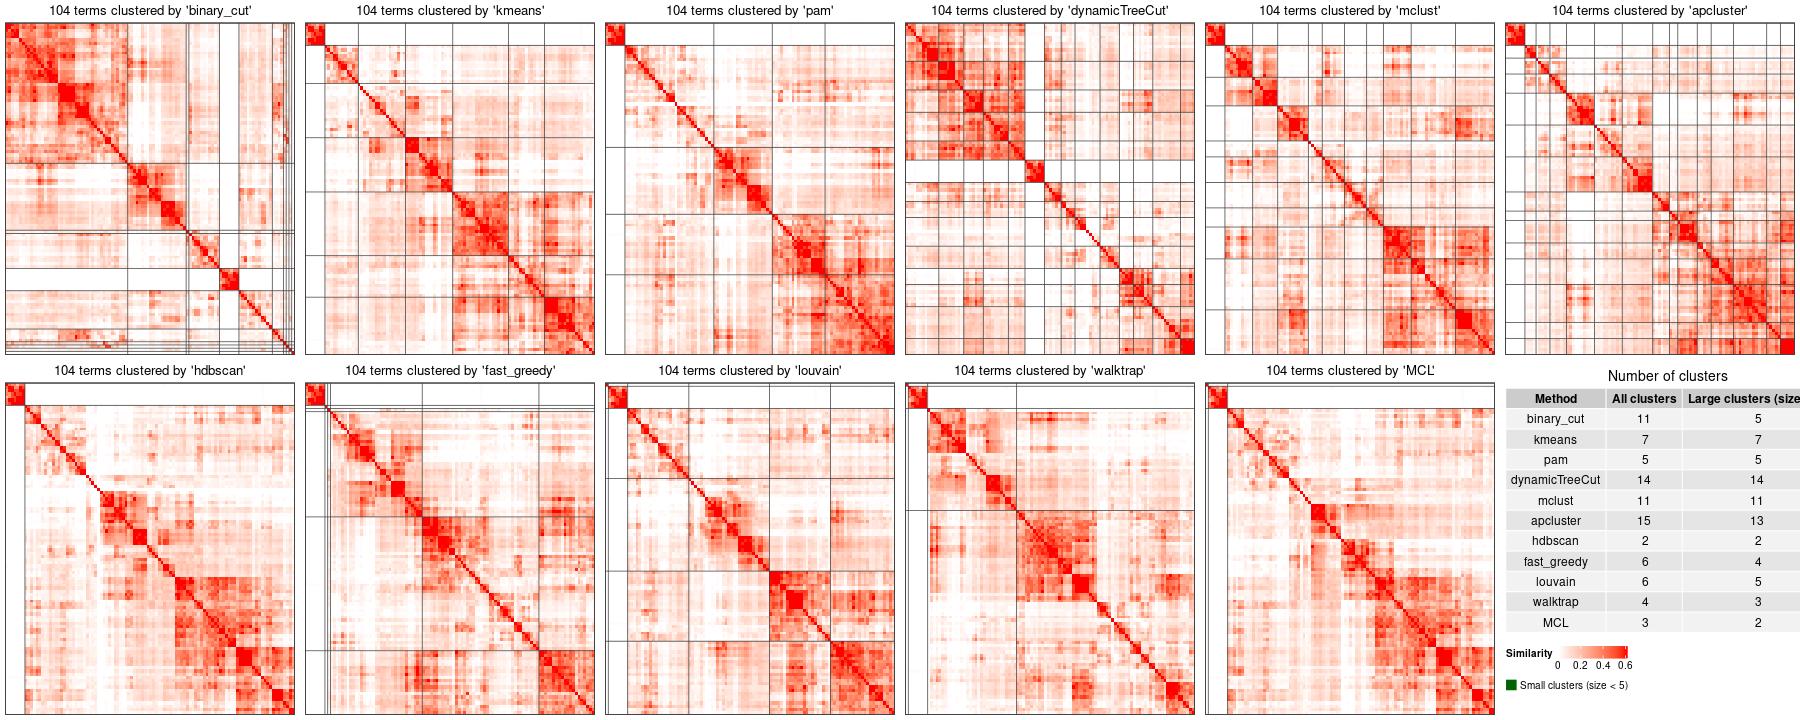 104 terms clustered by 'binary_cut'
104 terms clustered by 'kmeans'
104 terms clustered by 'pam'
104 terms clustered by 'dynamicTreeCut'
104 terms clustered by 'mclust'
104 terms clustered by 'apcluster'
104 terms clustered by 'hdbscan'
104 terms clustered by 'fast_greedy'
104 terms clustered by 'louvain'
104 terms clustered by 'walktrap'
104 terms clustered by 'MCL'
Number of clusters
Method All clusters Large clusters (size
binary_cut 11 5
kmeans 7 7
pam 5 5
dynamicTreeCut 14 14
mclust 11 11
apcluster 15 13
hdbscan 2 2
fast_greedy 6 4
louvain 6 5
walktrap 4 3
MCL 3 2
Similarity
0 0.2 0.4 0.6
Small clusters (size < 5)